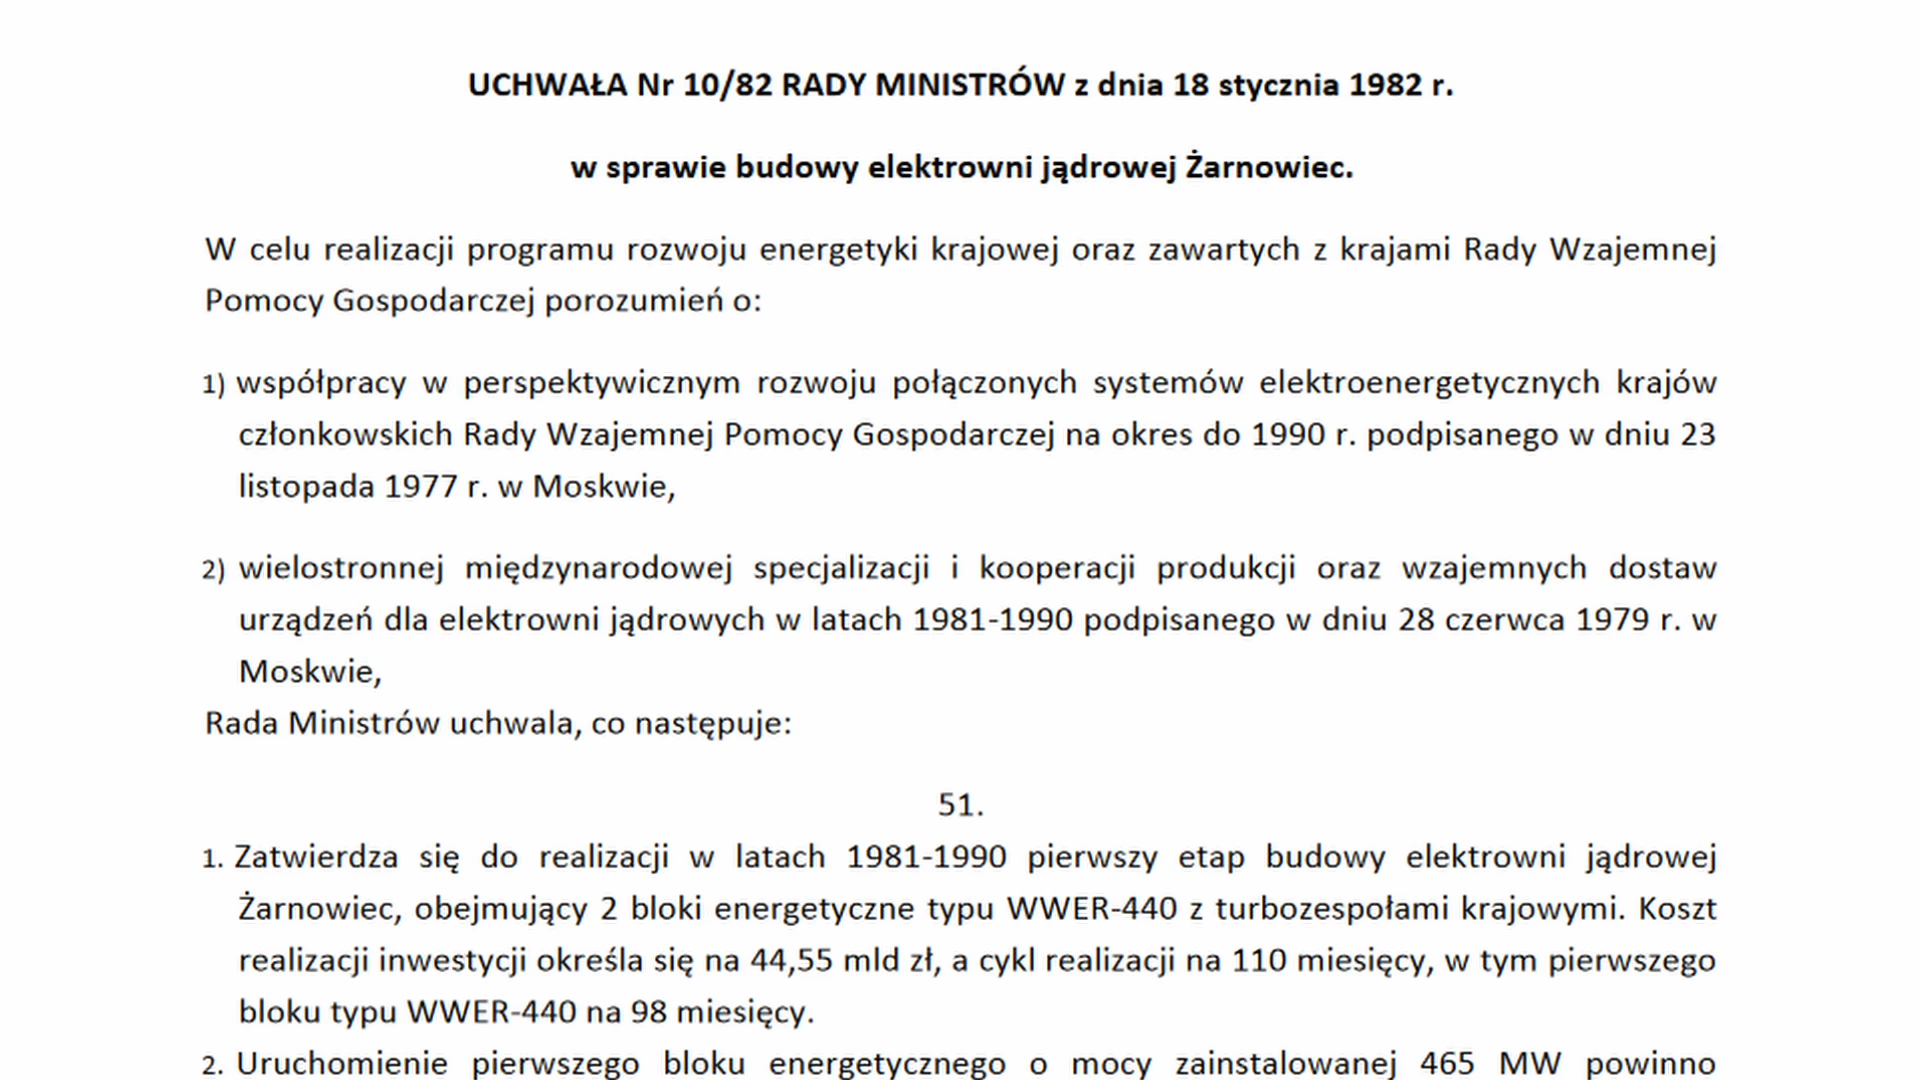 UCHWAŁA Nr 10/82 RADY MINISTRÓW z dnia 18 stycznia 1982 r.
w sprawie budowy elektrowni jądrowej Żarnowiec.
W celu realizacji programu rozwoju energetyki krajowej oraz zawartych z krajami Rady Wzajemnej
Pomocy Gospodarczej porozumień o:
1) współpracy w perspektywicznym rozwoju połączonych systemów elektroenergetycznych krajów
członkowskich Rady Wzajemnej Pomocy Gospodarczej na okres do 1990 r. podpisanego w dniu 23
listopada 1977 r. w Moskwie,
2) wielostronnej międzynarodowej specjalizacji i kooperacji produkcji oraz wzajemnych dostaw
urządzeń dla elektrowni jądrowych w latach 1981-1990 podpisanego w dniu 28 czerwca 1979 r. w
Moskwie,
Rada Ministrów uchwala, co następuje:
51.
1. Zatwierdza się do realizacji w latach 1981-1990 pierwszy etap budowy elektrowni jądrowej
Żarnowiec, obejmujący 2 bloki energetyczne typu WWER-440 z turbozespołami krajowymi. Koszt
realizacji inwestycji określa się na 44,55 mld zł, a cykl realizacji na 110 miesięcy, w tym pierwszego
bloku typu WWER-440 na 98 miesięcy.
2. Uruchomienie pierwszego bloku energetycznego o mocy zainstalowanej 465 MW powinno